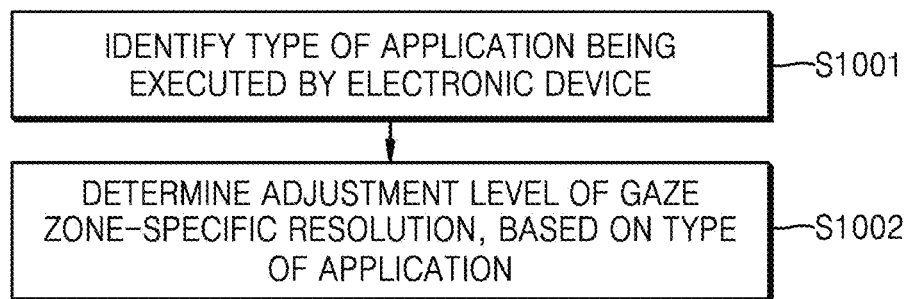 IDENTIFY TYPE OF APPLICATION BEING
EXECUTED BY ELECTRONIC DEVICE
S1001
DETERMINE ADJUSTMENT LEVEL OF GAZE
ZONE-SPECIFIC RESOLUTION, BASED ON TYPE
OF APPLICATION
S1002